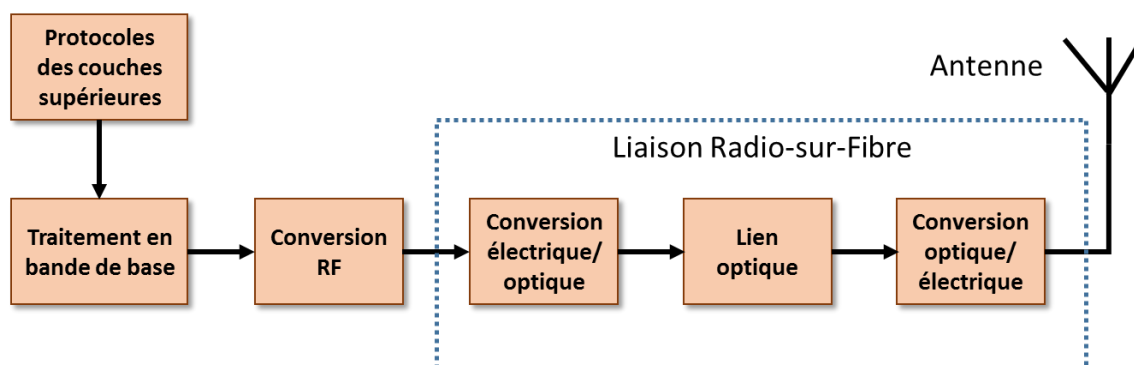 Protocoles
des couches
supérieures
Antenne
Liaison Radio-sur-Fibre
Traitement en
bande de base
Conversion
RF
Conversion
électrique/
optique
Lien
optique
Conversion
optique/
électrique